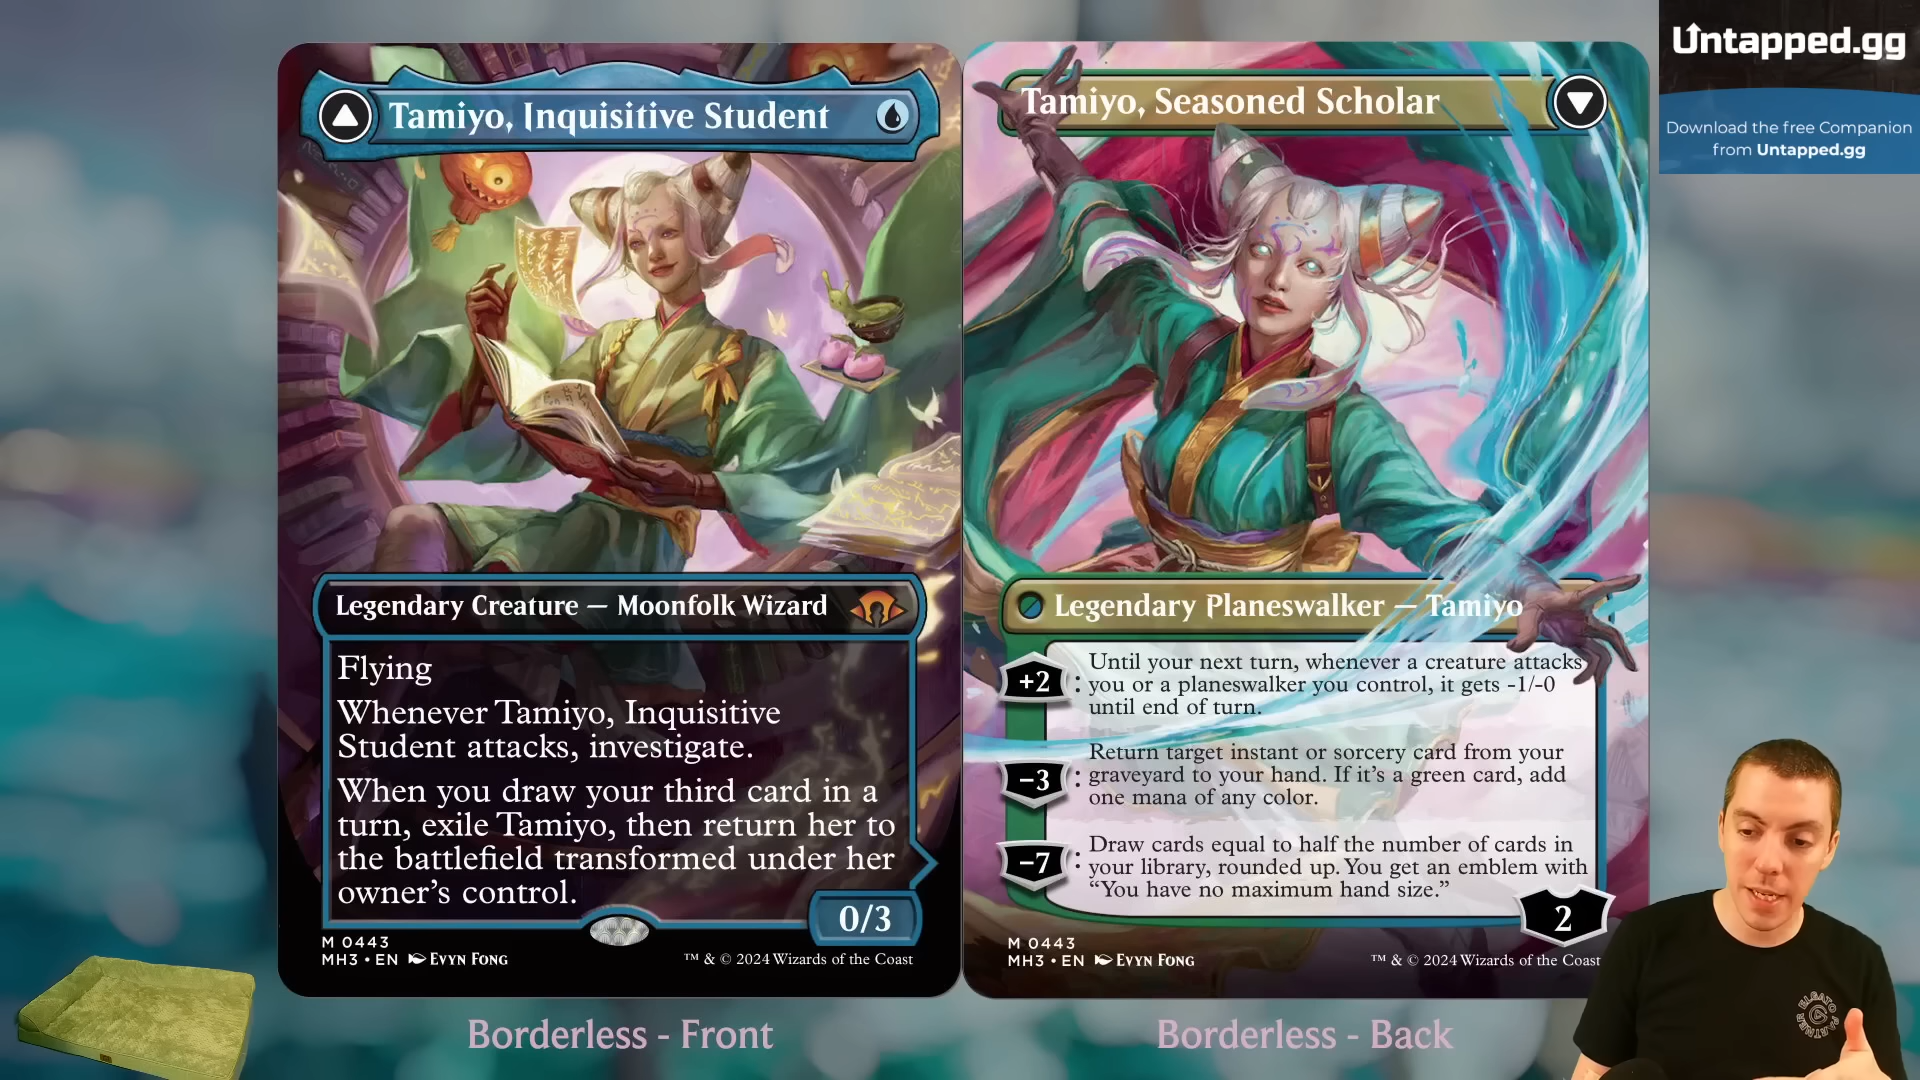 Tamiyo, Inquisitive Student
Legendary Creature — Moonfolk Wizard
Flying
Whenever Tamiyo, Inquisitive
Student attacks, investigate.
When you draw your third card in a
turn, exile Tamiyo, then return her to
the battlefield transformed under her
owner's control.
0/3
M 0443
MH3 • EN Evyn Fong
™ & © 2024 Wizards of the Coast
Borderless - Front
Tamiyo, Seasoned Scholar
Legendary Planeswalker — Tamiyo
+2 : Until your next turn, whenever a creature attacks
you or a planeswalker you control, it gets -1/-0
until end of turn.
−3 : Return target instant or sorcery card from your
graveyard to your hand. If it's a green card, add
one mana of any color.
−7 : Draw cards equal to half the number of cards in
your library, rounded up. You get an emblem with
“You have no maximum hand size.”
2
M 0443
MH3 • EN Evyn Fong
™ & © 2024 Wizards of the Coast
Borderless - Back
Untapped.gg
Download the free Companion
from Untapped.gg
ELGATO
PARTNER